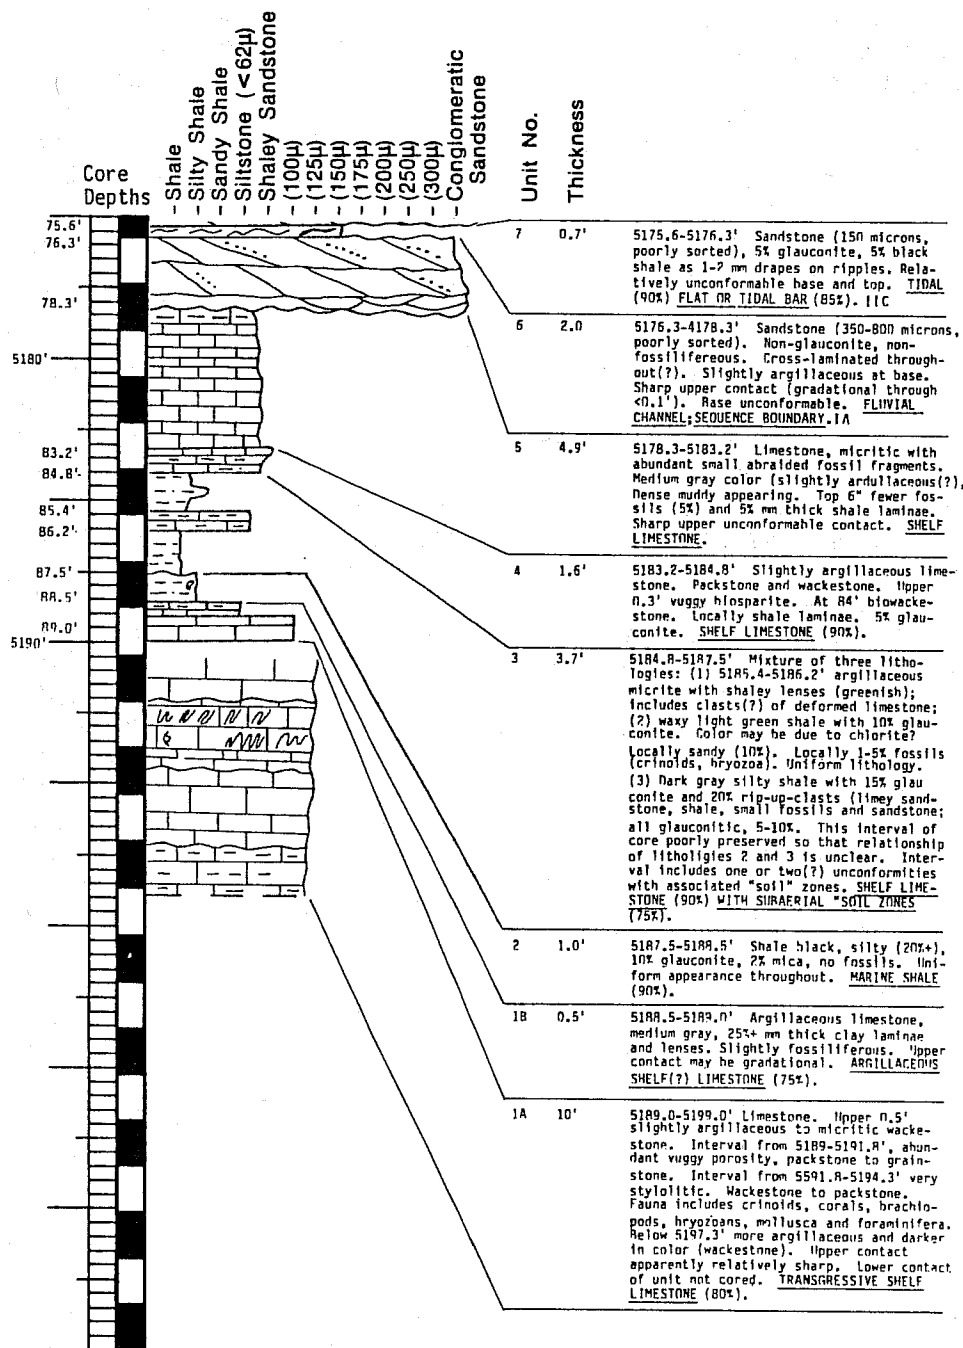 Core
Depths
- Shale
- Silty Shale
- Sandy Shale
- Siltstone (<62µ)
- Shaley Sandstone
- (100µ)
- (125µ)
- (150µ)
- (175µ)
- (200µ)
- (250µ)
- (300µ)
- Conglomeratic
Sandstone
Unit No.
Thickness
75.6'
76.3'
78.3'
5180'
83.2'
84.8'
85.4'
86.2'
87.5'
88.5'
89.0'
5190'
7 0.7' 5175.6-5176.3' Sandstone (150 microns,
poorly sorted), 5% glauconite, 5% black
shale as 1-2 mm drapes on ripples. Rela-
tively unconformable base and top. TIDAL
(90%) FLAT OR TIDAL BAR (85%). IIC
6 2.0 5176.3-4178.3' Sandstone (350-800 microns,
poorly sorted). Non-glauconite, non-
fossilifereous. Cross-laminated through-
out(?). Slightly argillaceous at base.
Sharp upper contact (gradational through
<0.1'). Base unconformable. FLUVIAL
CHANNEL; SEQUENCE BOUNDARY. IA
5 4.9' 5178.3-5183.2' Limestone, micritic with
abundant small abraided fossil fragments.
Medium gray color (slightly ardullaceous(?),
Dense muddy appearing. Top 6" fewer fos-
sils (5%) and 5% mm thick shale laminae.
Sharp upper unconformable contact. SHELF
LIMESTONE.
4 1.6' 5183.2-5184.8' Slightly argillaceous lime-
stone. Packstone and wackestone. Upper
0.3' vuggy biosparite. At 84' biowacke-
stone. Locally shale laminae. 5% glau-
conite. SHELF LIMESTONE (90%).
3 3.7' 5184.8-5187.5' Mixture of three litho-
logies: (1) 5185.4-5186.2' argillaceous
micrite with shaley lenses (greenish);
includes clasts(?) of deformed limestone;
(2) waxy light green shale with 10% glau-
conite. Color may be due to chlorite?
Locally sandy (10%). Locally 1-5% fossils
(crinoids, bryozoa). Uniform lithology.
(3) Dark gray silty shale with 15% glau
conite and 20% rip-up-clasts (limey sand-
stone, shale, small fossils and sandstone;
all glauconitic, 5-10%. This interval of
core poorly preserved so that relationship
of litholigies 2 and 3 is unclear. Inter-
val includes one or two(?) unconformities
with associated "soil" zones. SHELF LIME-
STONE (90%) WITH SUBAERIAL "SOIL ZONES
(75%).
2 1.0' 5187.5-5188.5' Shale black, silty (20%+),
10% glauconite, 2% mica, no fossils. Uni-
form appearance throughout. MARINE SHALE
(90%).
1B 0.5' 5188.5-5189.0' Argillaceous limestone,
medium gray, 25%+ mm thick clay laminae
and lenses. Slightly fossiliferous. Upper
contact may be gradational. ARGILLACEOUS
SHELF(?) LIMESTONE (75%).
1A 10' 5189.0-5199.0' Limestone. Upper 0.5'
slightly argillaceous to micritic wacke-
stone. Interval from 5189-5191.8', abun-
dant vuggy porosity, packstone to grain-
stone. Interval from 5591.8-5194.3' very
stylolitic. Wackestone to packstone.
Fauna includes crinoids, corals, brachio-
pods, bryozoans, mollusca and foraminifera.
Below 5197.3' more argillaceous and darker
in color (wackestone). Upper contact
apparently relatively sharp. Lower contact
of unit not cored. TRANSGRESSIVE SHELF
LIMESTONE (80%).